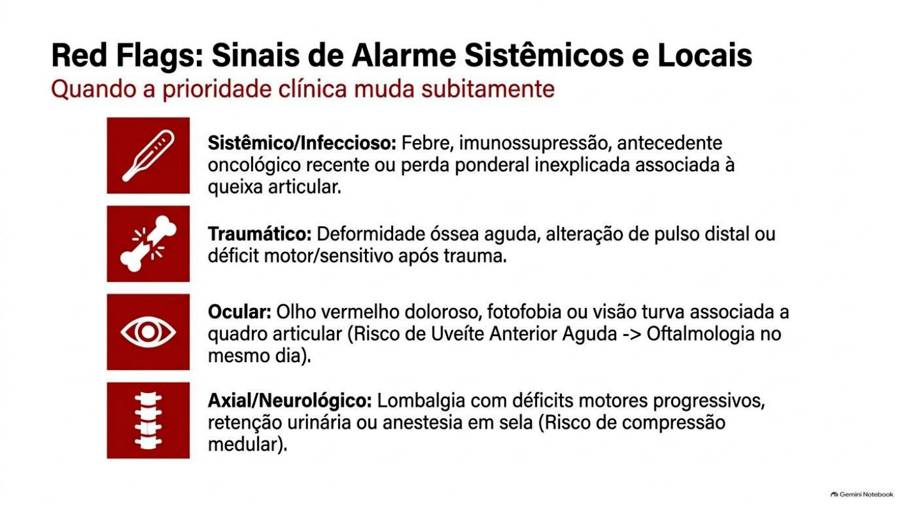 Red Flags: Sinais de Alarme Sistêmicos e Locais
Quando a prioridade clínica muda subitamente
Sistêmico/Infeccioso: Febre, imunossupressão, antecedente
oncológico recente ou perda ponderal inexplicada associada à
queixa articular.
Traumático: Deformidade óssea aguda, alteração de pulso distal ou
déficit motor/sensitivo após trauma.
Ocular: Olho vermelho doloroso, fotofobia ou visão turva associada a
quadro articular (Risco de Uveíte Anterior Aguda -> Oftalmologia no
mesmo dia).
Axial/Neurológico: Lombalgia com déficits motores progressivos,
retenção urinária ou anestesia em sela (Risco de compressão
medular).
Gemini Notebook